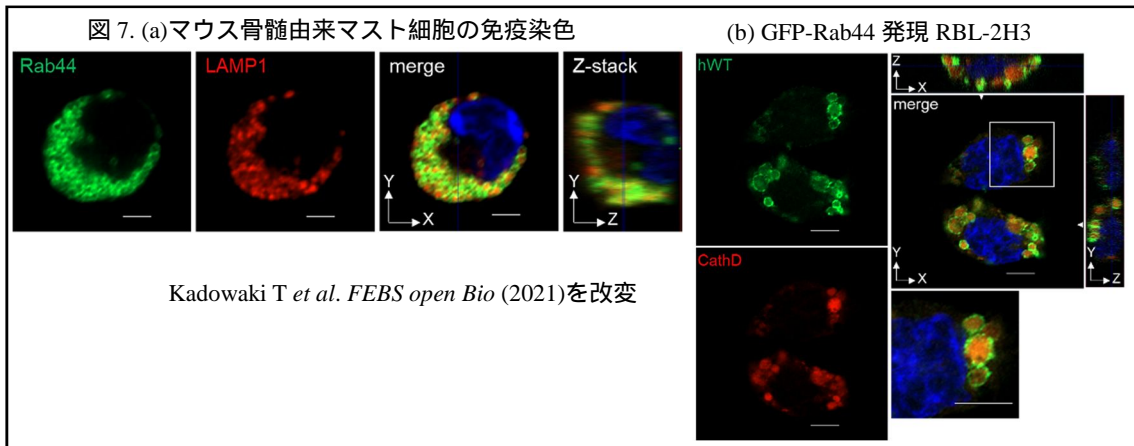 図 7. (a)マウス骨髄由来マスト細胞の免疫染色
Rab44
LAMP1
merge
Z-stack
Y
X
Y
Z
Kadowaki T et al. FEBS open Bio (2021)を改変
(b) GFP-Rab44 発現 RBL-2H3
hWT
Z
X
merge
Y
X
Y
Z
CathD